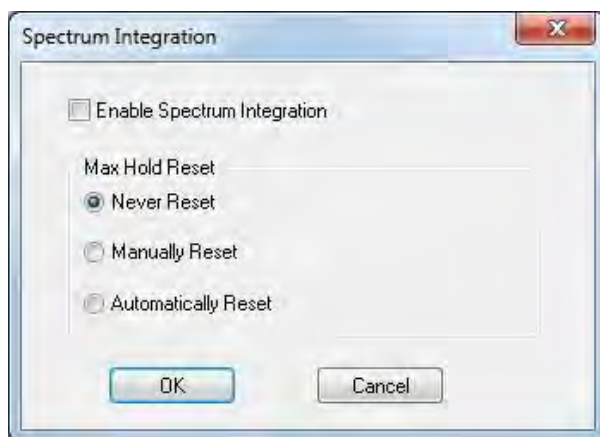 Spectrum Integration
Enable Spectrum Integration
Max Hold Reset
Never Reset
Manually Reset
Automatically Reset
OK
Cancel